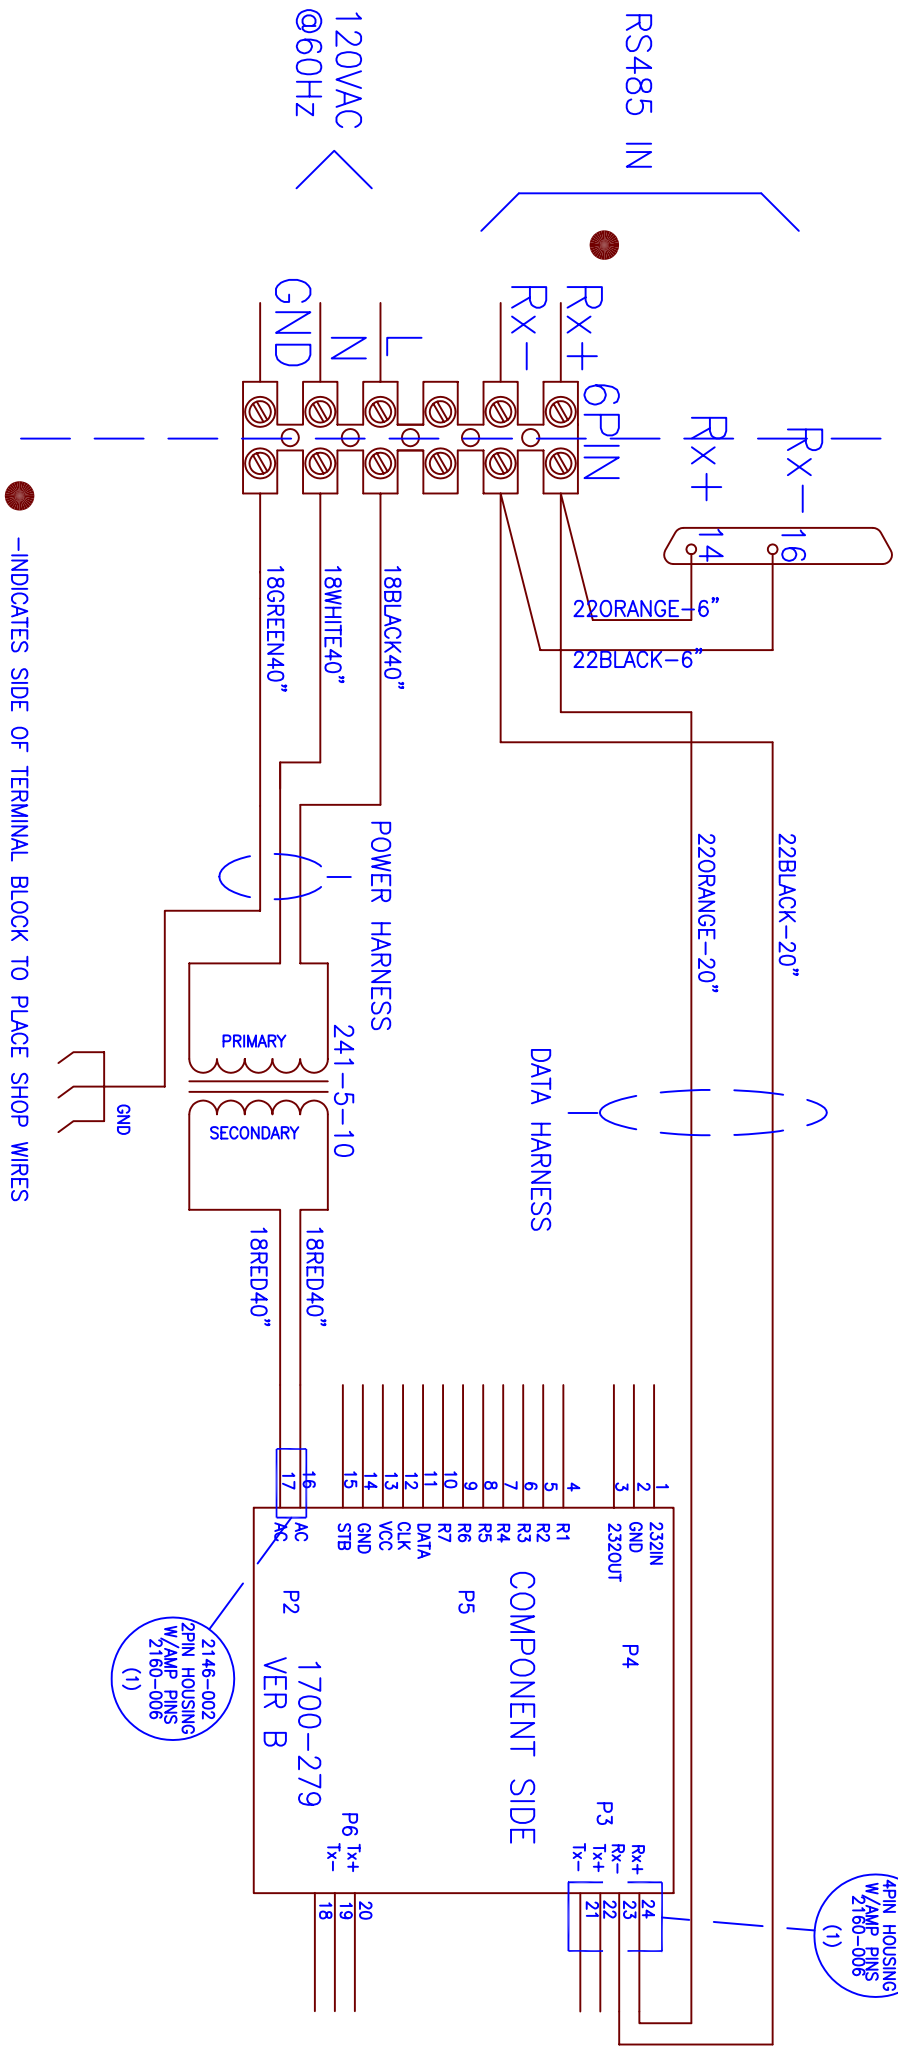 RS485 IN
120VAC
@60Hz
Rx+
Rx-
L
N
GND
6PIN
Rx-
Rx+
16
14
22ORANGE-6"
22BLACK-6"
18BLACK40"
18WHITE40"
18GREEN40"
22BLACK-20"
22ORANGE-20"
POWER HARNESS
DATA HARNESS
241-5-10
PRIMARY
SECONDARY
GND
18RED40"
18RED40"
-INDICATES SIDE OF TERMINAL BLOCK TO PLACE SHOP WIRES
1
2
3
4
5
6
7
8
9
10
11
12
13
14
15
16
17
232IN
GND
232OUT
R1
R2
R3
R4
R5
R6
R7
DATA
CLK
VCC
GND
STB
AC
AC
P4
P5
P2
COMPONENT SIDE
1700-279
VER B
2146-002
2PIN HOUSING
W/AMP PINS
2160-006
(1)
P3
Rx+
Rx-
Tx+
Tx-
P6
Tx+
Tx-
24
23
22
21
20
19
18
4PIN HOUSING
W/AMP PINS
2160-006
(1)